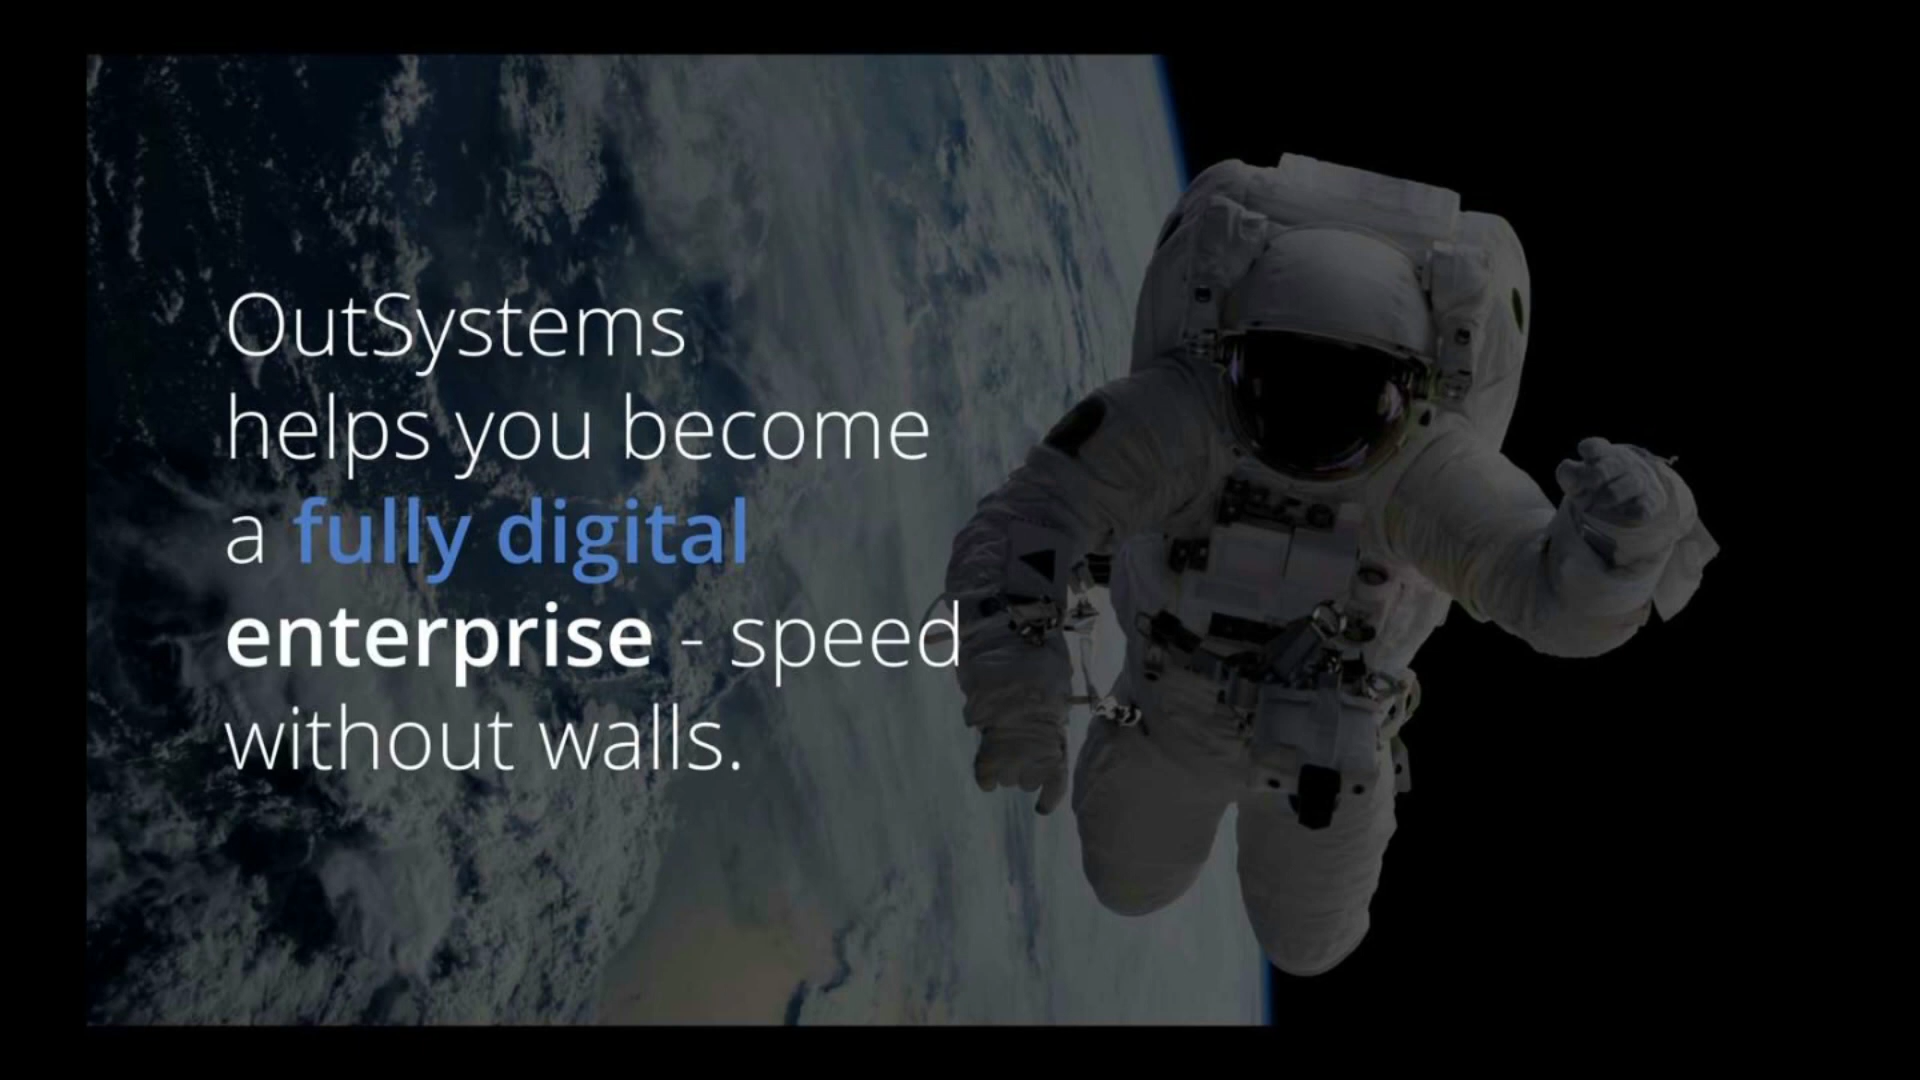 OutSystems
helps you become
a fully digital
enterprise - speed
without walls.